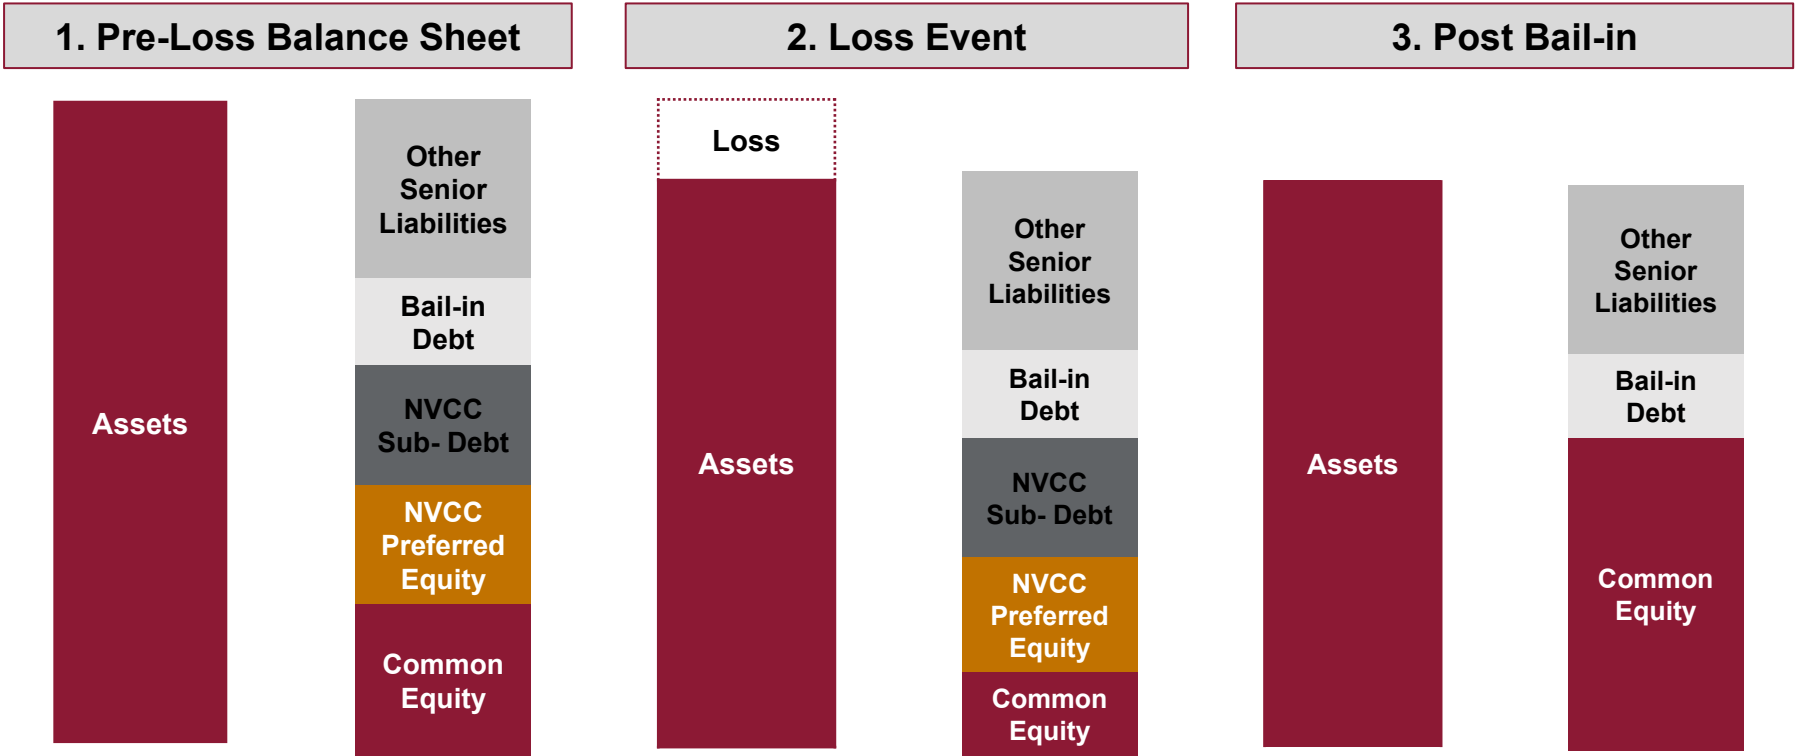 1. Pre-Loss Balance Sheet
Assets
Other
Senior
Liabilities
Bail-in
Debt
NVCC
Sub- Debt
NVCC
Preferred
Equity
Common
Equity
2. Loss Event
Loss
Assets
Other
Senior
Liabilities
Bail-in
Debt
NVCC
Sub- Debt
NVCC
Preferred
Equity
Common
Equity
3. Post Bail-in
Assets
Other
Senior
Liabilities
Bail-in
Debt
Common
Equity